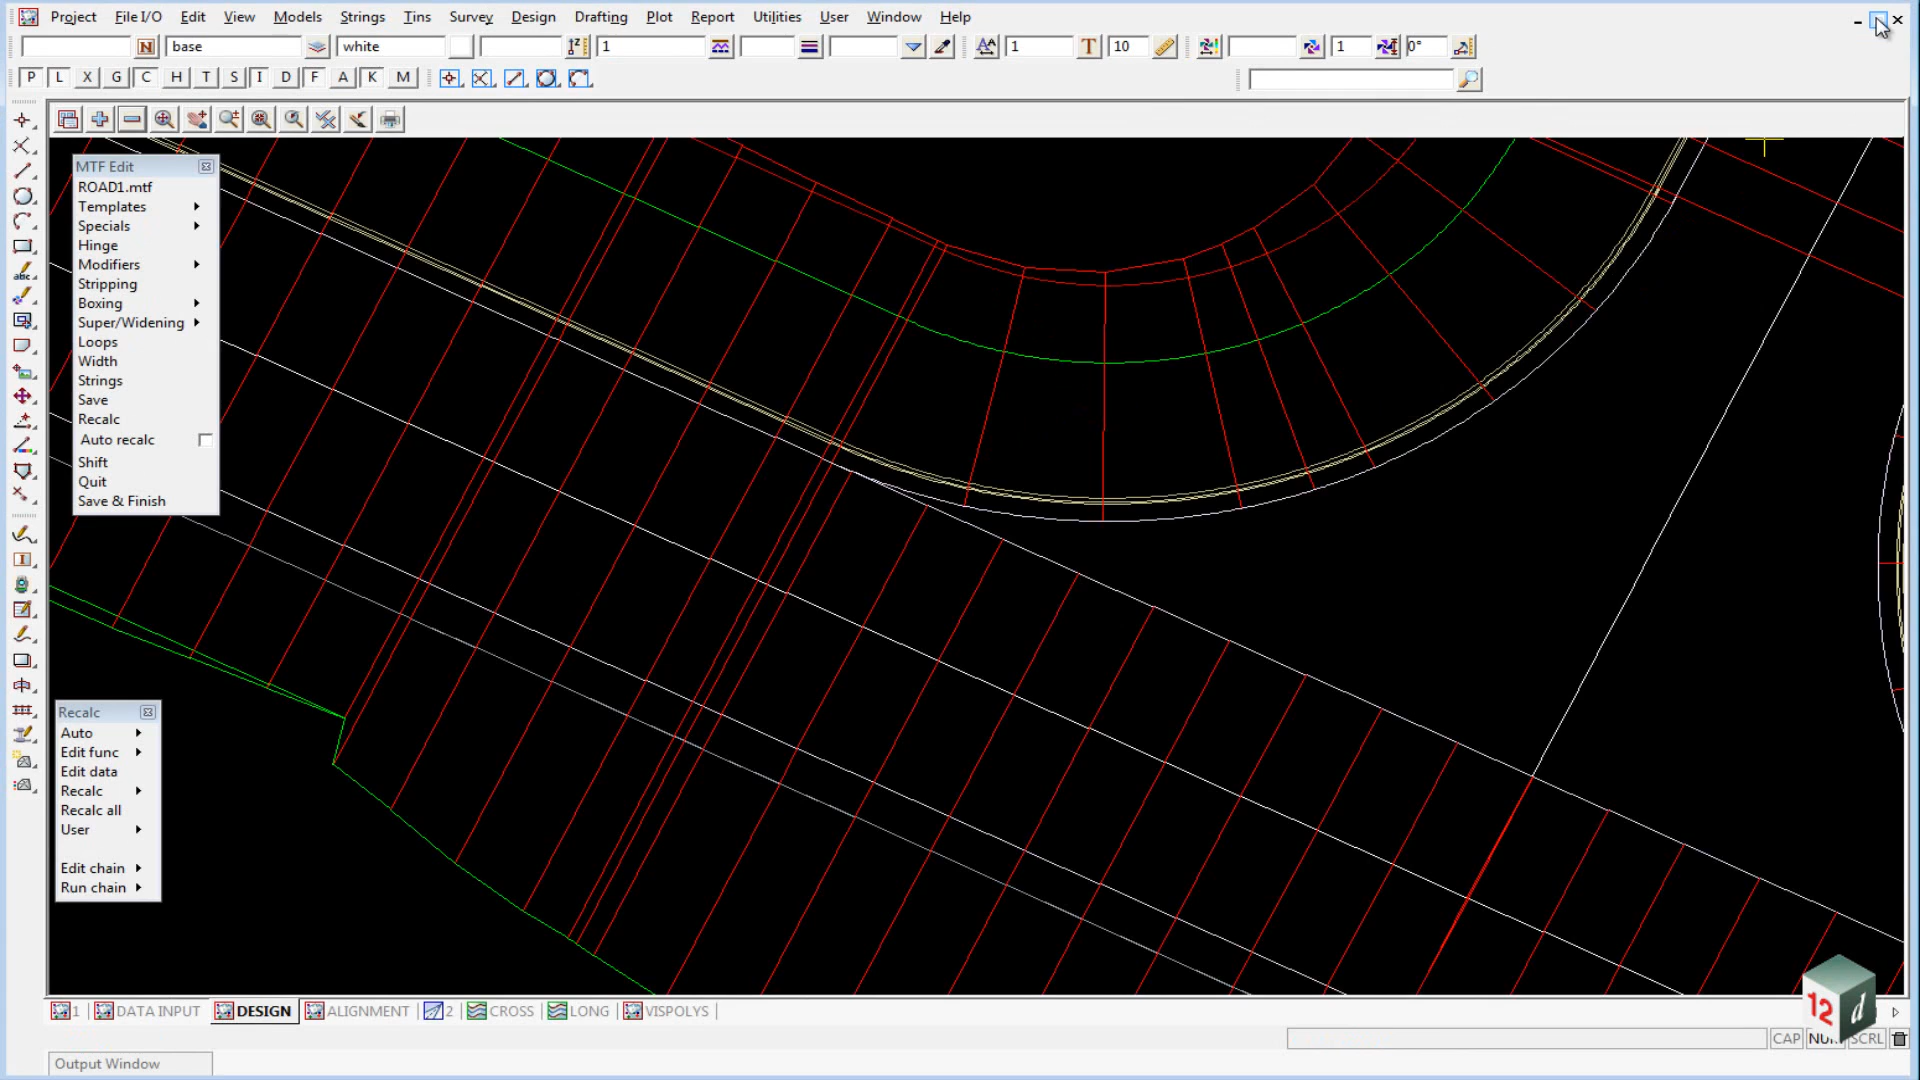 Project File I/O Edit View Models Strings Tins Survey Design Drafting Plot Report Utilities User Window Help
N base white 1 T 1 10 1 0°
P L X G C H T S I D F A K M
MTF Edit
ROAD1.mtf
Templates
Specials
Hinge
Modifiers
Stripping
Boxing
Super/Widening
Loops
Width
Strings
Save
Recalc
Auto recalc
Shift
Quit
Save & Finish
Recalc
Auto
Edit func
Edit data
Recalc
Recalc all
User
Edit chain
Run chain
1 DATA INPUT DESIGN ALIGNMENT 2 CROSS LONG VISPOLYS
12 d
CAP NUM SCRL
Output Window